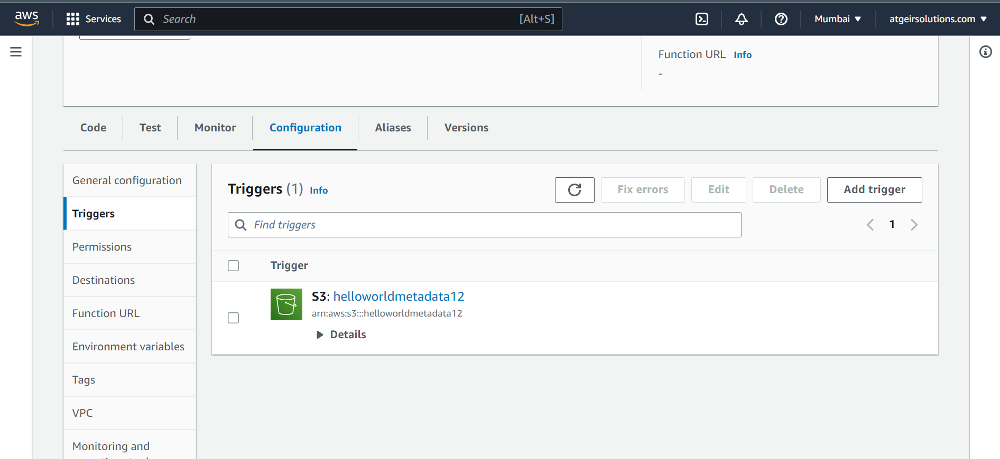 aws Services Search [Alt+S] Mumbai atgeirsolutions.com
Function URL Info
-
Code Test Monitor Configuration Aliases Versions
General configuration
Triggers
Permissions
Destinations
Function URL
Environment variables
Tags
VPC
Monitoring and
Triggers (1) Info Fix errors Edit Delete Add trigger
Find triggers 1
Trigger
S3: helloworldmetadata12
arn:aws:s3:::helloworldmetadata12
Details